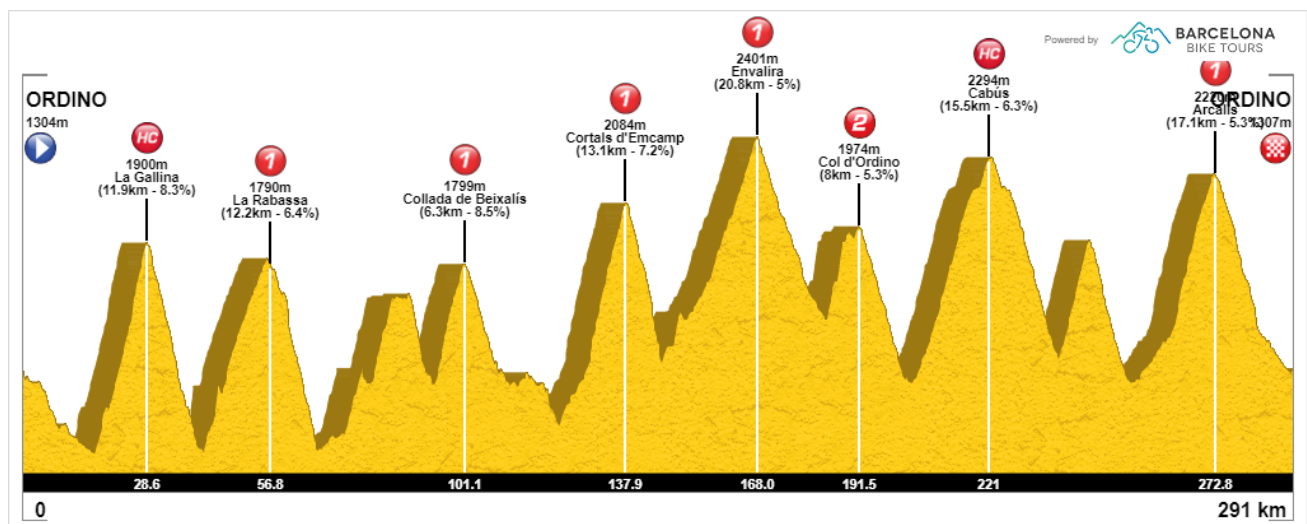 Powered by
BARCELONA
BIKE TOURS
ORDINO
1304m
HC
1900m
La Gallina
(11.9km - 8.3%)
1
1790m
La Rabassa
(12.2km - 6.4%)
1
1799m
Collada de Beixalís
(6.3km - 8.5%)
1
2084m
Cortals d'Emcamp
(13.1km - 7.2%)
1
2401m
Envalira
(20.8km - 5%)
2
1974m
Col d'Ordino
(8km - 5.3%)
HC
2294m
Cabús
(15.5km - 6.3%)
1
Arcalís
(17.1km - 5.3%)
ORDINO
1307m
28.6
56.8
101.1
137.9
168.0
191.5
221
272.8
0
291 km